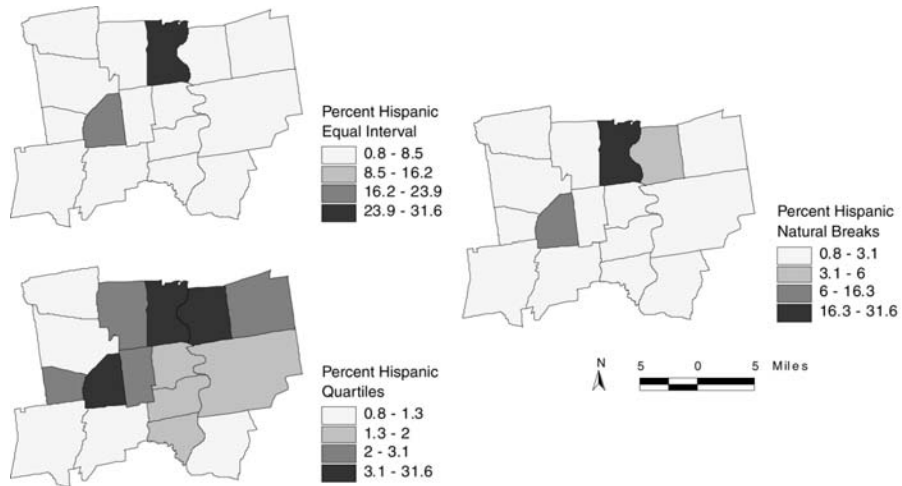 Percent Hispanic
Equal Interval
0.8 - 8.5
8.5 - 16.2
16.2 - 23.9
23.9 - 31.6
Percent Hispanic
Natural Breaks
0.8 - 3.1
3.1 - 6
6 - 16.3
16.3 - 31.6
Percent Hispanic
Quartiles
0.8 - 1.3
1.3 - 2
2 - 3.1
3.1 - 31.6
N
5 0 5 Miles